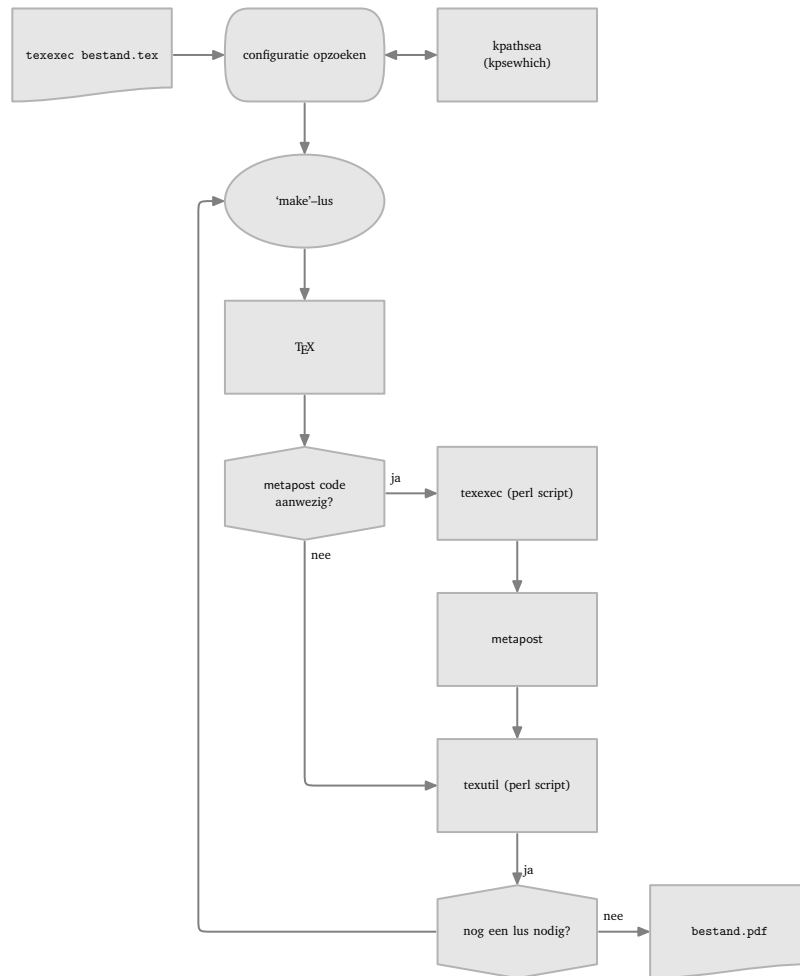 texexec bestand.tex
configuratie opzoeken
kpathsea
(kpsewhich)
‘make’–lus
TEX
metapost code
aanwezig?
ja
texexec (perl script)
nee
metapost
texutil (perl script)
ja
nog een lus nodig?
nee
bestand.pdf